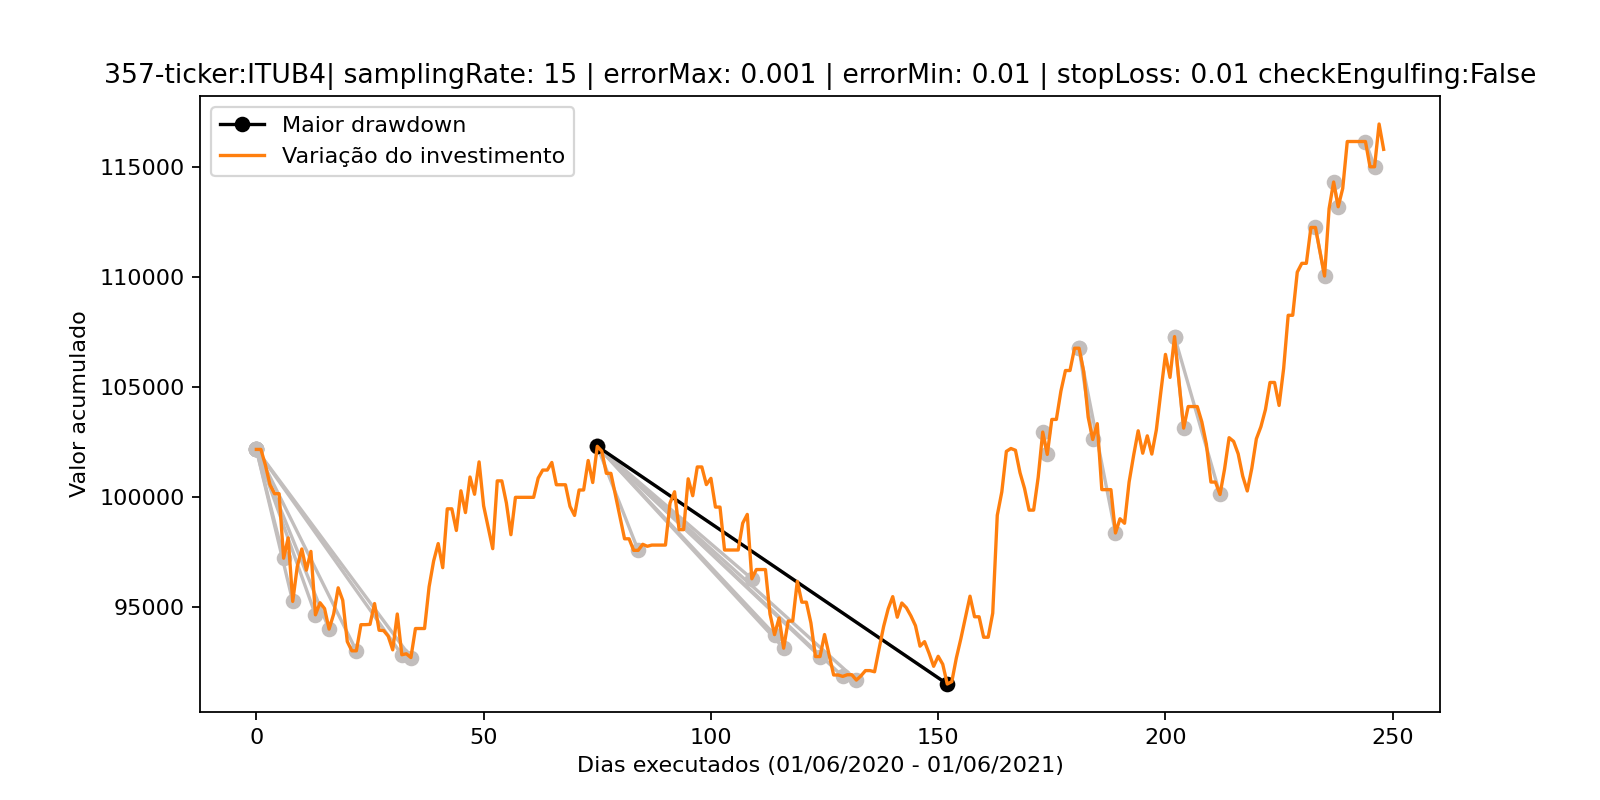 357-ticker:ITUB4| samplingRate: 15 | errorMax: 0.001 | errorMin: 0.01 | stopLoss: 0.01 checkEngulfing:False
Maior drawdown
Variação do investimento
115000
110000
105000
100000
95000
Valor acumulado
0 50 100 150 200 250
Dias executados (01/06/2020 - 01/06/2021)